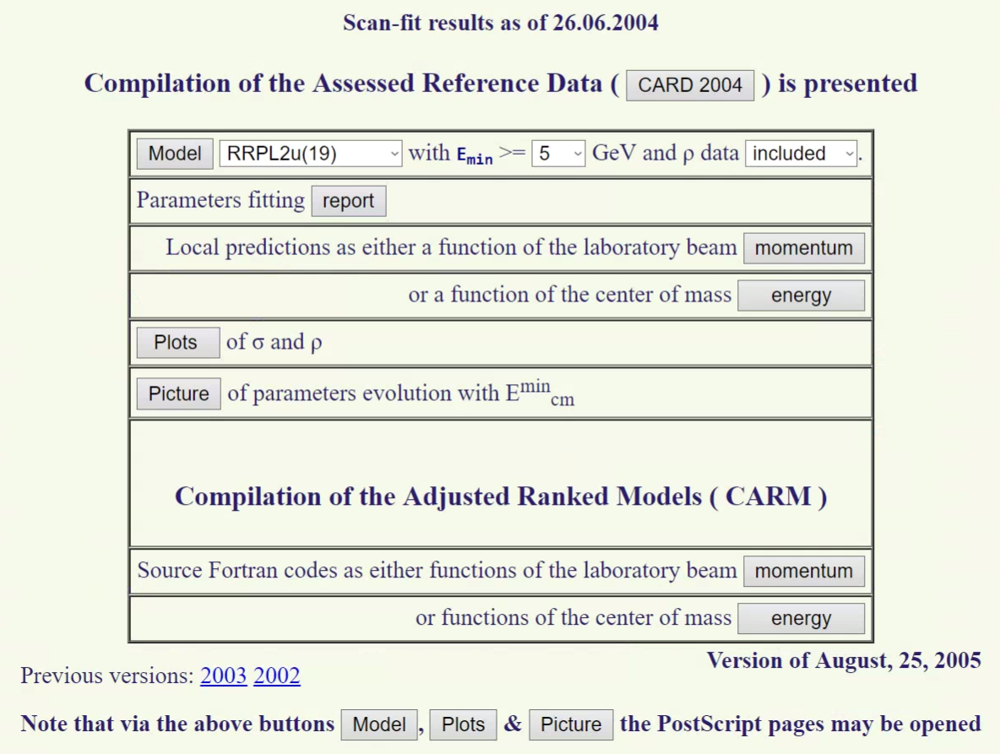 Scan-fit results as of 26.06.2004
Compilation of the Assessed Reference Data ( CARD 2004 ) is presented
Model RRPL2u(19) with Emin >= 5 GeV and ρ data included .
Parameters fitting report
Local predictions as either a function of the laboratory beam momentum
or a function of the center of mass energy
Plots of σ and ρ
Picture of parameters evolution with E^min_cm
Compilation of the Adjusted Ranked Models ( CARM )
Source Fortran codes as either functions of the laboratory beam momentum
or functions of the center of mass energy
Version of August, 25, 2005
Previous versions: 2003 2002
Note that via the above buttons Model , Plots & Picture the PostScript pages may be opened